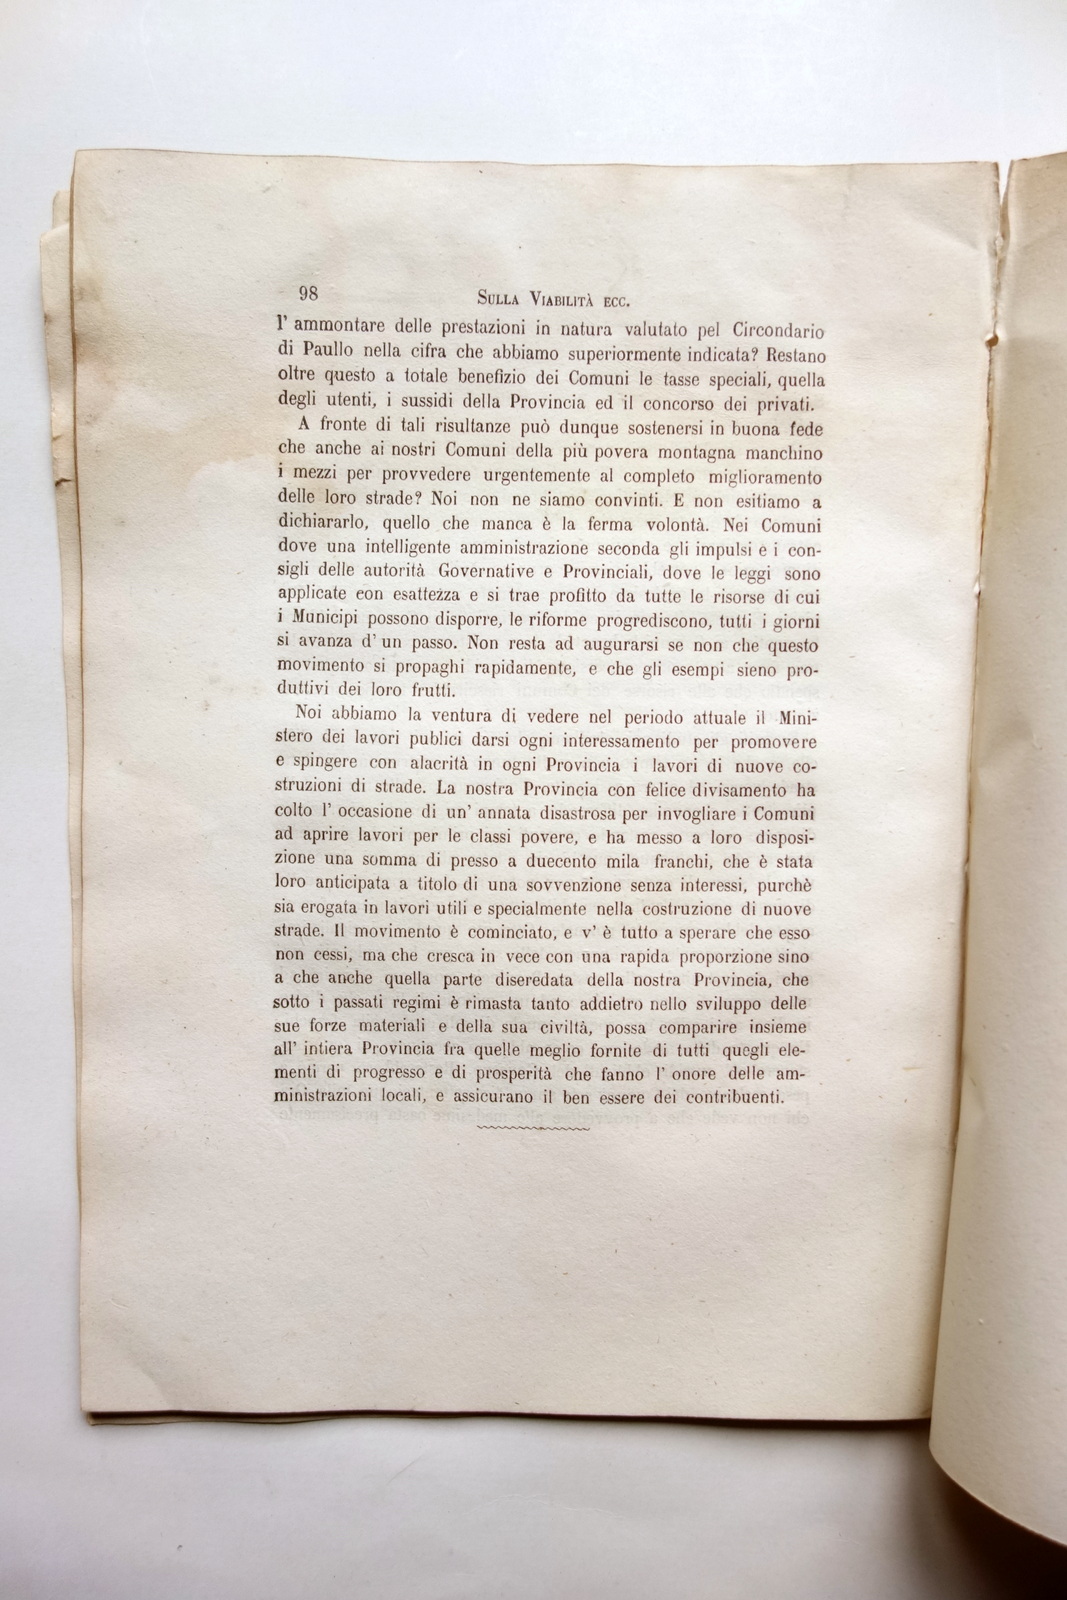 98
SULLA VIABILITÀ ECC.
l' ammontare delle prestazioni in natura valutato pel Circondario
di Paullo nella cifra che abbiamo superiormente indicata? Restano
oltre questo a totale benefizio dei Comuni le tasse speciali, quella
degli utenti, i sussidi della Provincia ed il concorso dei privati.
A fronte di tali risultanze può dunque sostenersi in buona fede
che anche ai nostri Comuni della più povera montagna manchino
i mezzi per provvedere urgentemente al completo miglioramento
delle loro strade? Noi non ne siamo convinti. E non esitiamo a
dichiararlo, quello che manca è la ferma volontà. Nei Comuni
dove una intelligente amministrazione seconda gli impulsi e i con-
sigli delle autorità Governative e Provinciali, dove le leggi sono
applicate con esattezza e si trae profitto da tutte le risorse di cui
i Municipi possono disporre, le riforme progrediscono, tutti i giorni
si avanza d' un passo. Non resta ad augurarsi se non che questo
movimento si propaghi rapidamente, e che gli esempi sieno pro-
duttivi dei loro frutti.
Noi abbiamo la ventura di vedere nel periodo attuale il Mini-
stero dei lavori publici darsi ogni interessamento per promovere
e spingere con alacrità in ogni Provincia i lavori di nuove co-
struzioni di strade. La nostra Provincia con felice divisamento ha
colto l' occasione di un' annata disastrosa per invogliare i Comuni
ad aprire lavori per le classi povere, e ha messo a loro disposi-
zione una somma di presso a duecento mila franchi, che è stata
loro anticipata a titolo di una sovvenzione senza interessi, purchè
sia erogata in lavori utili e specialmente nella costruzione di nuove
strade. Il movimento è cominciato, e v' è tutto a sperare che esso
non cessi, ma che cresca in vece con una rapida proporzione sino
a che anche quella parte diseredata della nostra Provincia, che
sotto i passati regimi è rimasta tanto addietro nello sviluppo delle
sue forze materiali e della sua civiltà, possa comparire insieme
all' intiera Provincia fra quelle meglio fornite di tutti quegli ele-
menti di progresso e di prosperità che fanno l' onore delle am-
ministrazioni locali, e assicurano il ben essere dei contribuenti.